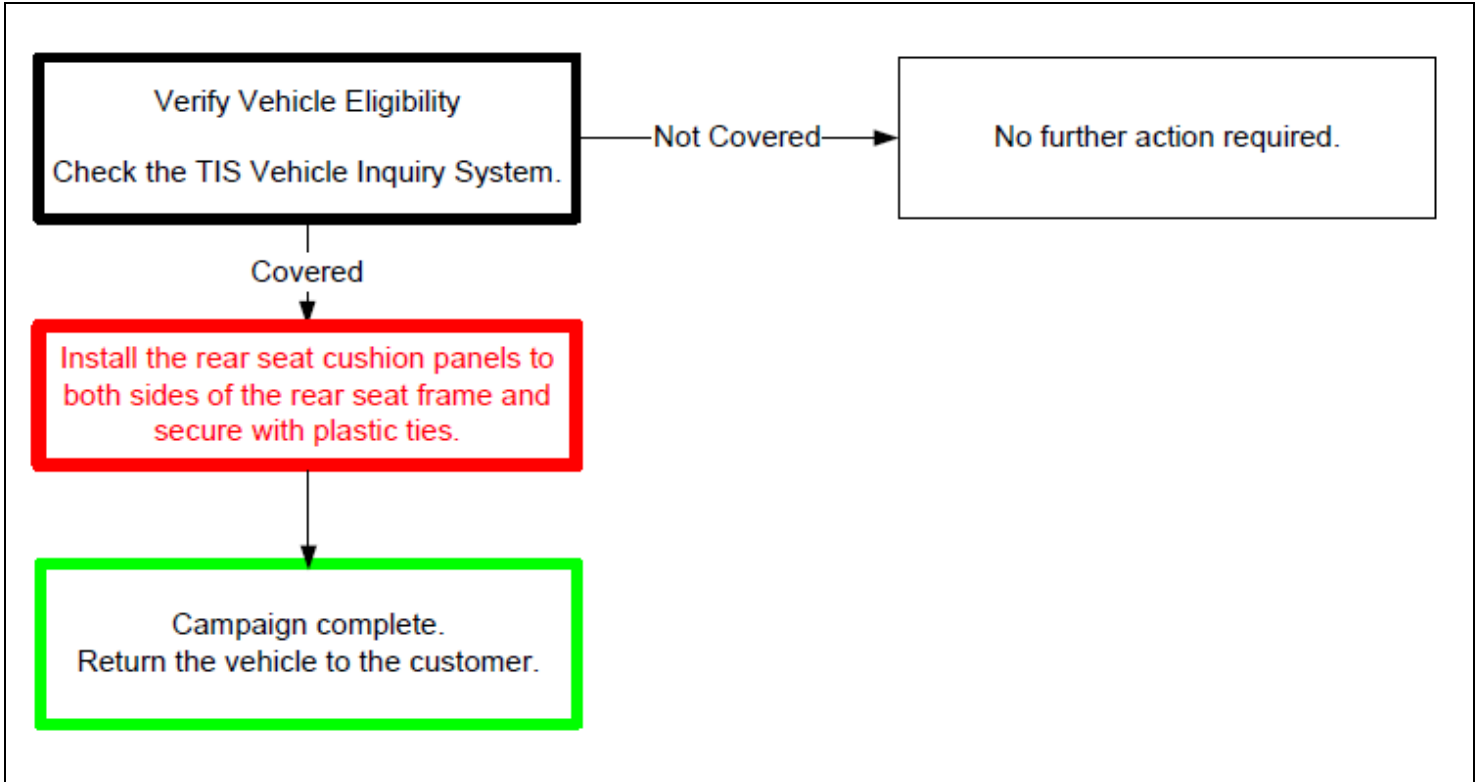 Verify Vehicle Eligibility
Check the TIS Vehicle Inquiry System.
Not Covered
No further action required.
Covered
Install the rear seat cushion panels to
both sides of the rear seat frame and
secure with plastic ties.
Campaign complete.
Return the vehicle to the customer.